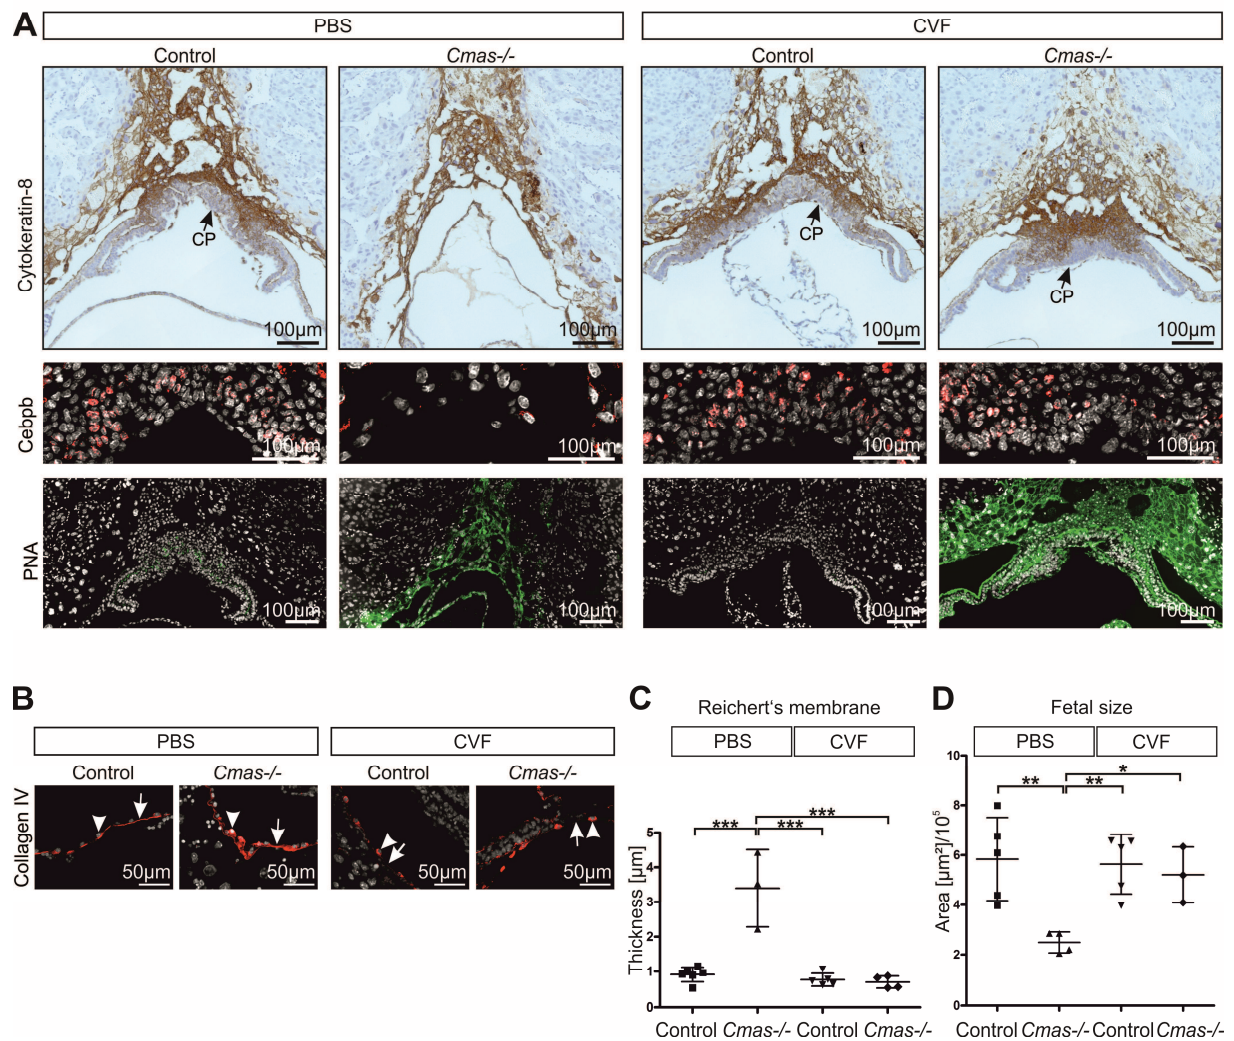 A
PBS
CVF
Control
Cmas-/-
Control
Cmas-/-
Cytokeratin-8
CP
100µm
100µm
CP
100µm
CP
100µm
Cebpb
100µm
100µm
100µm
100µm
PNA
100µm
100µm
100µm
100µm
B
PBS
CVF
Control
Cmas-/-
Control
Cmas-/-
Collagen IV
50µm
50µm
50µm
50µm
C
Reichert's membrane
PBS
CVF
Thickness [µm]
5
4
3
2
1
0
***
***
***
Control
Cmas-/-
Control
Cmas-/-
D
Fetal size
PBS
CVF
Area [µm²]/10⁵
10
8
6
4
2
0
**
**
*
Control
Cmas-/-
Control
Cmas-/-